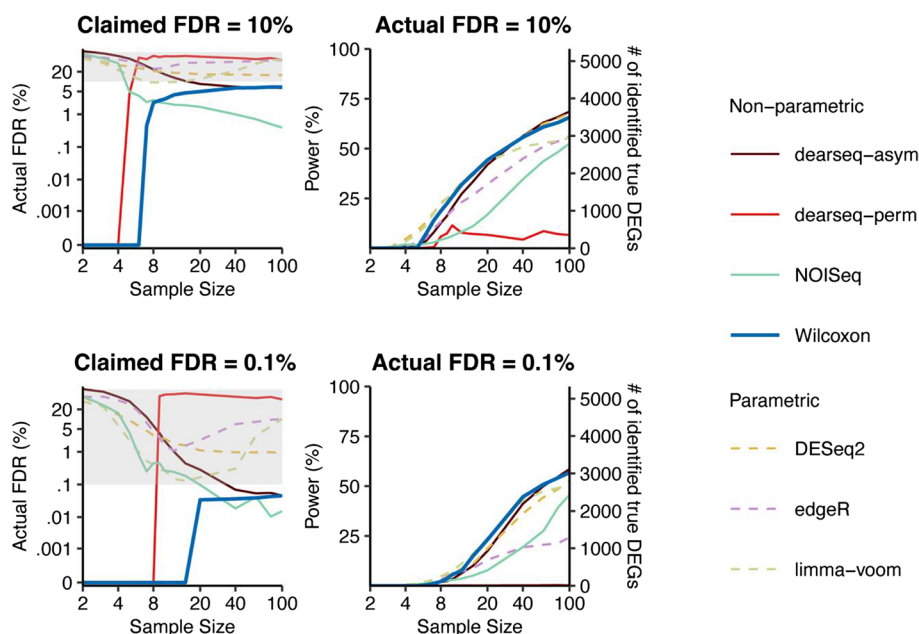 Claimed FDR = 10%
Actual FDR (%)
20
5
1
.1
.01
.001
0
2 4 8 20 40 100
Sample Size
Actual FDR = 10%
Power (%)
100
75
50
25
2 4 8 20 40 100
Sample Size
5000
4000
3000
2000
1000
0
# of identified true DEGs
Claimed FDR = 0.1%
Actual FDR (%)
20
5
1
.1
.01
.001
0
2 4 8 20 40 100
Sample Size
Actual FDR = 0.1%
Power (%)
100
75
50
25
2 4 8 20 40 100
Sample Size
5000
4000
3000
2000
1000
0
# of identified true DEGs
Non-parametric
dearseq-asym
dearseq-perm
NOISeq
Wilcoxon
Parametric
DESeq2
edgeR
limma-voom